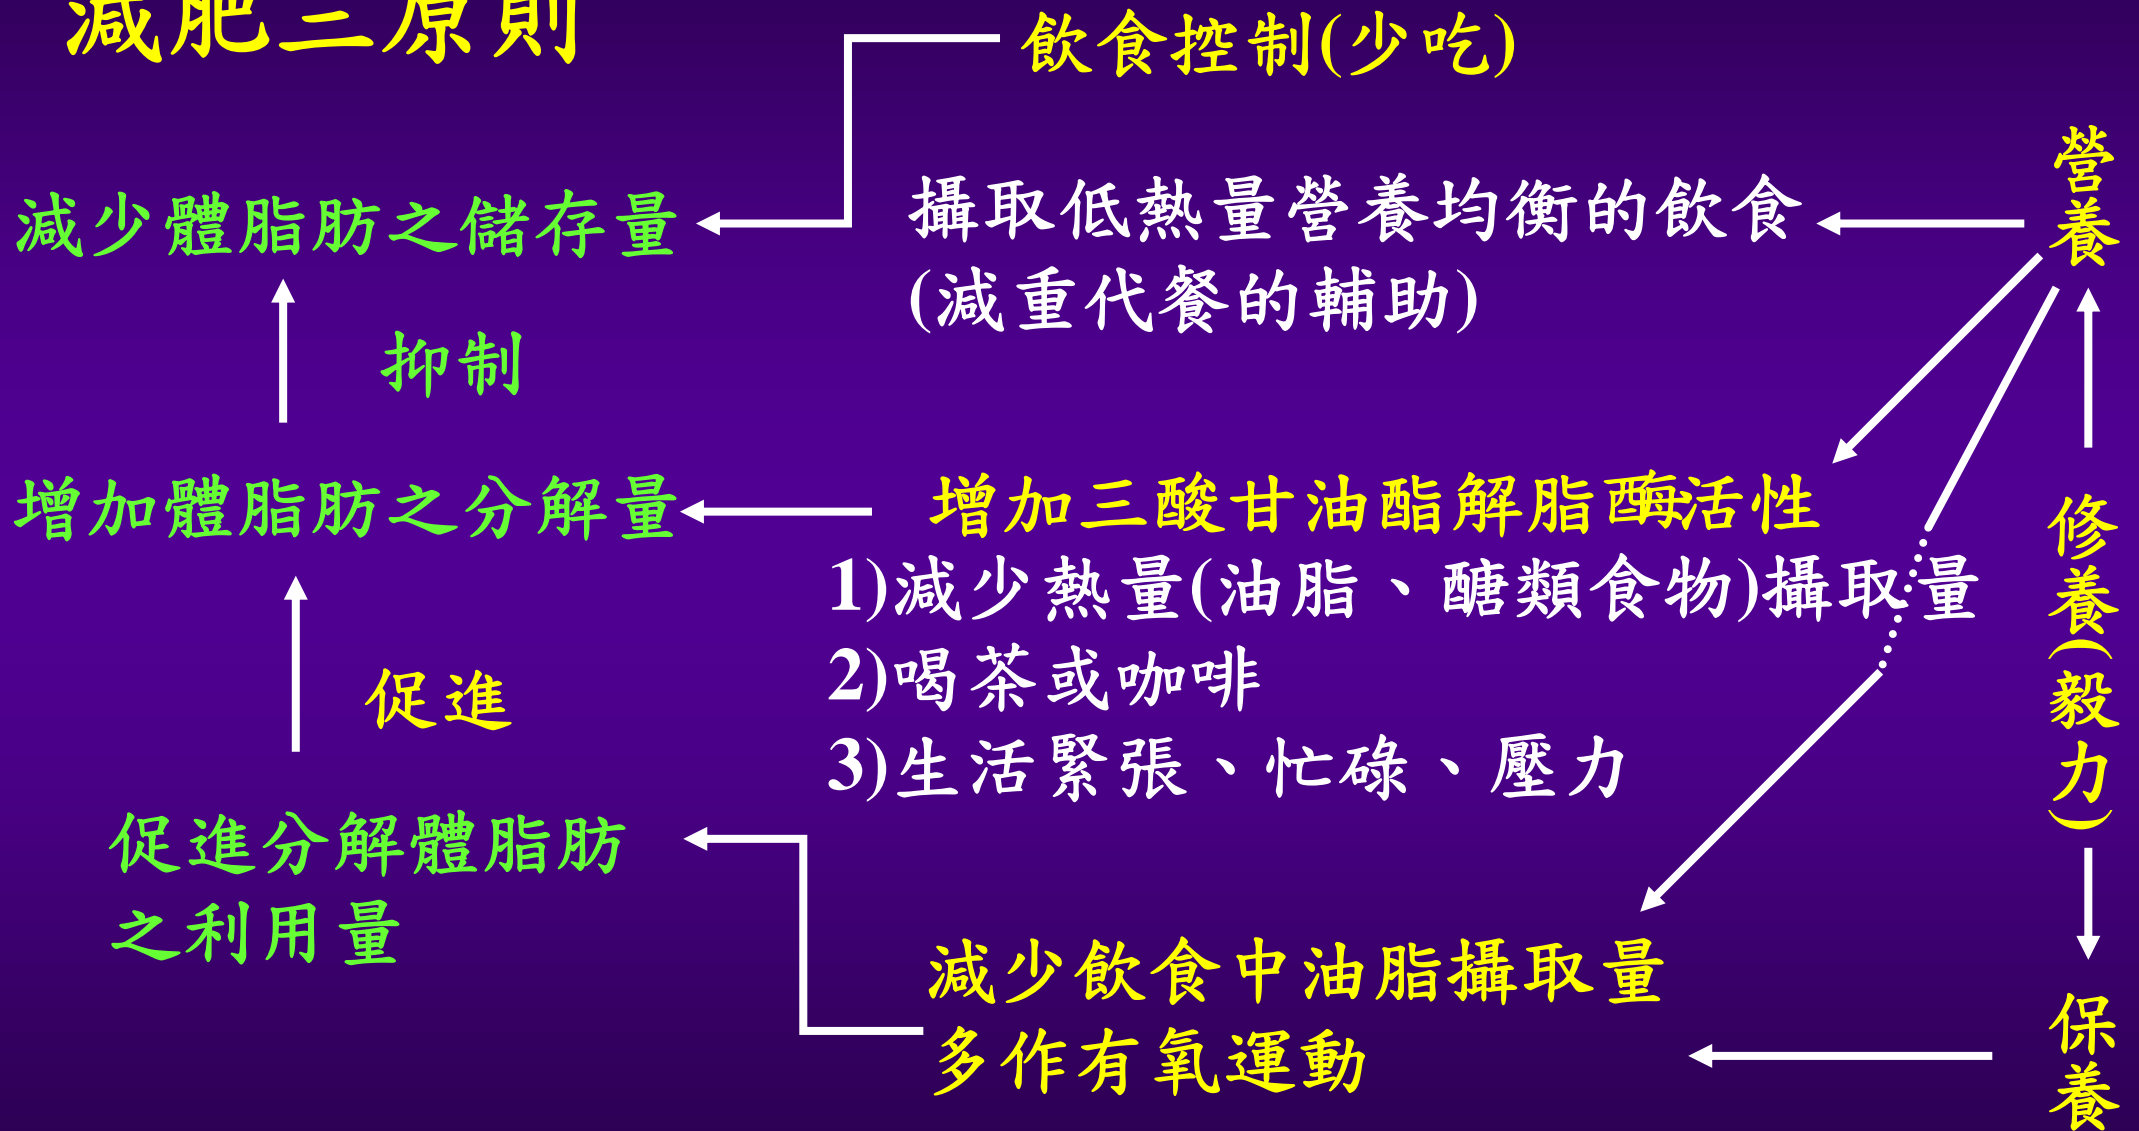 減肥三原則
飲食控制(少吃)
減少體脂肪之儲存量
攝取低熱量營養均衡的飲食
(減重代餐的輔助)
抑制
增加體脂肪之分解量
增加三酸甘油酯解脂酶活性
1)減少熱量(油脂、醣類食物)攝取量
2)喝茶或咖啡
3)生活緊張、忙碌、壓力
促進
促進分解體脂肪
之利用量
減少飲食中油脂攝取量
多作有氧運動
營養
修養(毅力)
保養